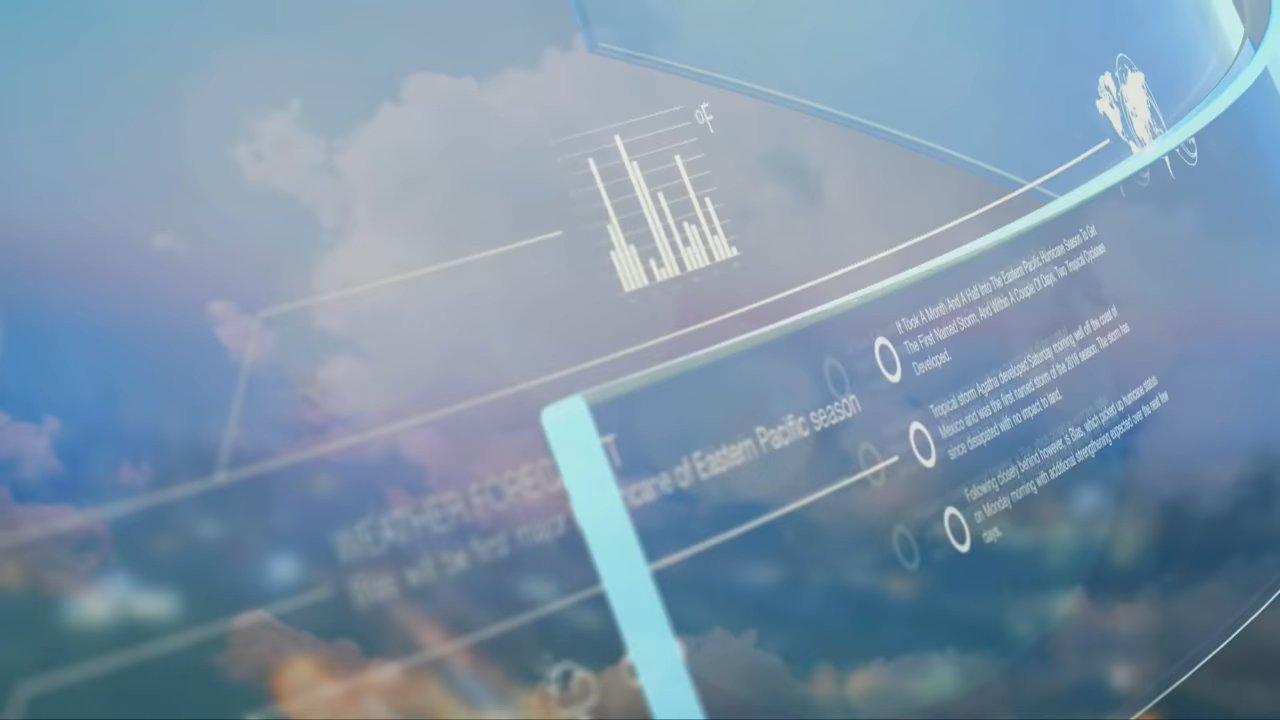 °F
It Took A Month And A Half Into The Eastern Pacific Hurricane Season To Get
The First Named Storm. And Within A Couple Of Days, Two Tropical Cyclones
Developed.
Tropical storm Agatha developed Saturday morning well off the coast of
Mexico and was the first named storm of the 2016 season. The storm has
since dissipated with no impact to land.
Following closely behind however, is Blas, which picked up hurricane status
on Monday morning with additional strengthening expected over the next few
days.
WEATHER FORECAST
will be first major hurricane of Eastern Pacific season